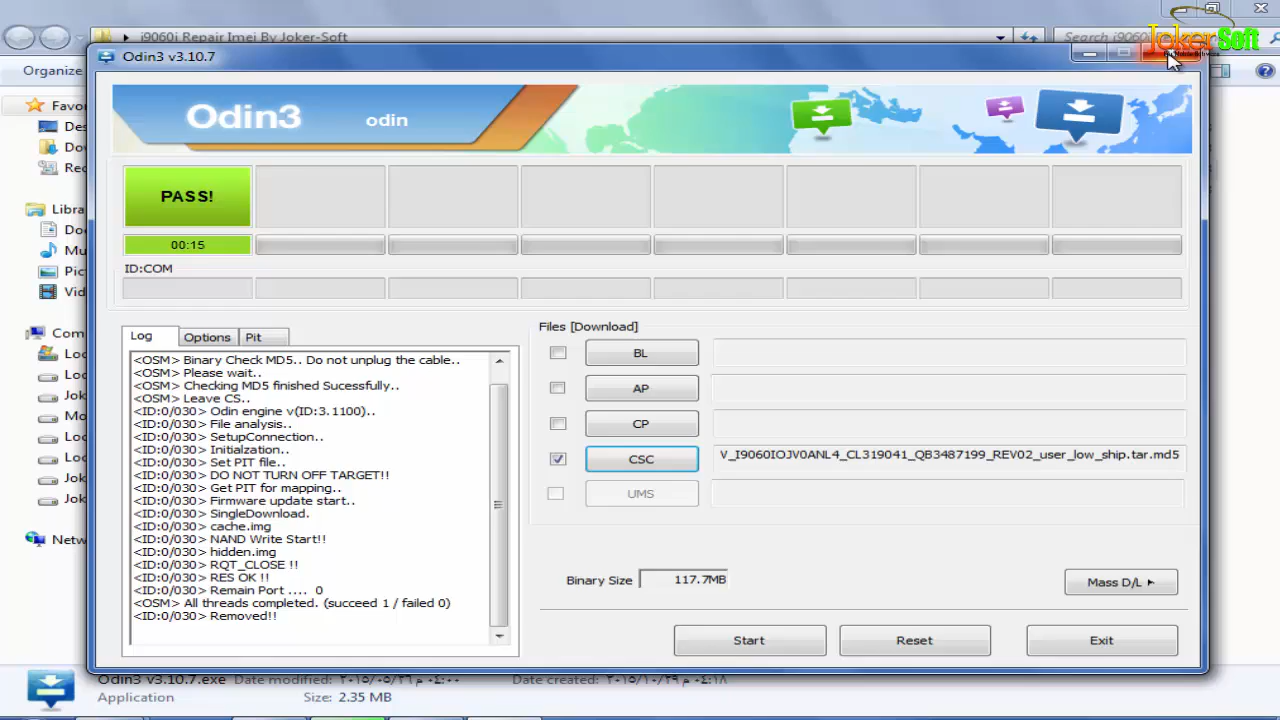 i9060i Repair Imei By Joker-Soft
Search i9060i
JokerSoft
Odin3 v3.10.7
Organize
Odin3
odin
Favo
Des
Dow
Rec
PASS!
00:15
ID:COM
Libra
Doc
Mus
Pict
Vid
Log
Options
Pit
Files [Download]
Com
Loc
Loc
Jok
Mo
Loc
Loc
Jok
Jok
Netw
<OSM> Binary Check MD5.. Do not unplug the cable..
<OSM> Please wait..
<OSM> Checking MD5 finished Sucessfully..
<OSM> Leave CS..
<ID:0/030> Odin engine v(ID:3.1100)..
<ID:0/030> File analysis..
<ID:0/030> SetupConnection..
<ID:0/030> Initialzation..
<ID:0/030> Set PIT file..
<ID:0/030> DO NOT TURN OFF TARGET!!
<ID:0/030> Get PIT for mapping..
<ID:0/030> Firmware update start..
<ID:0/030> SingleDownload.
<ID:0/030> cache.img
<ID:0/030> NAND Write Start!!
<ID:0/030> hidden.img
<ID:0/030> RQT_CLOSE !!
<ID:0/030> RES OK !!
<ID:0/030> Remain Port .... 0
<OSM> All threads completed. (succeed 1 / failed 0)
<ID:0/030> Removed!!
BL
AP
CP
CSC
V_I9060IOJV0ANL4_CL319041_QB3487199_REV02_user_low_ship.tar.md5
UMS
Binary Size
117.7MB
Mass D/L
Start
Reset
Exit
Odin3 v3.10.7.exe
Date modified:
Date created:
Application
Size: 2.35 MB